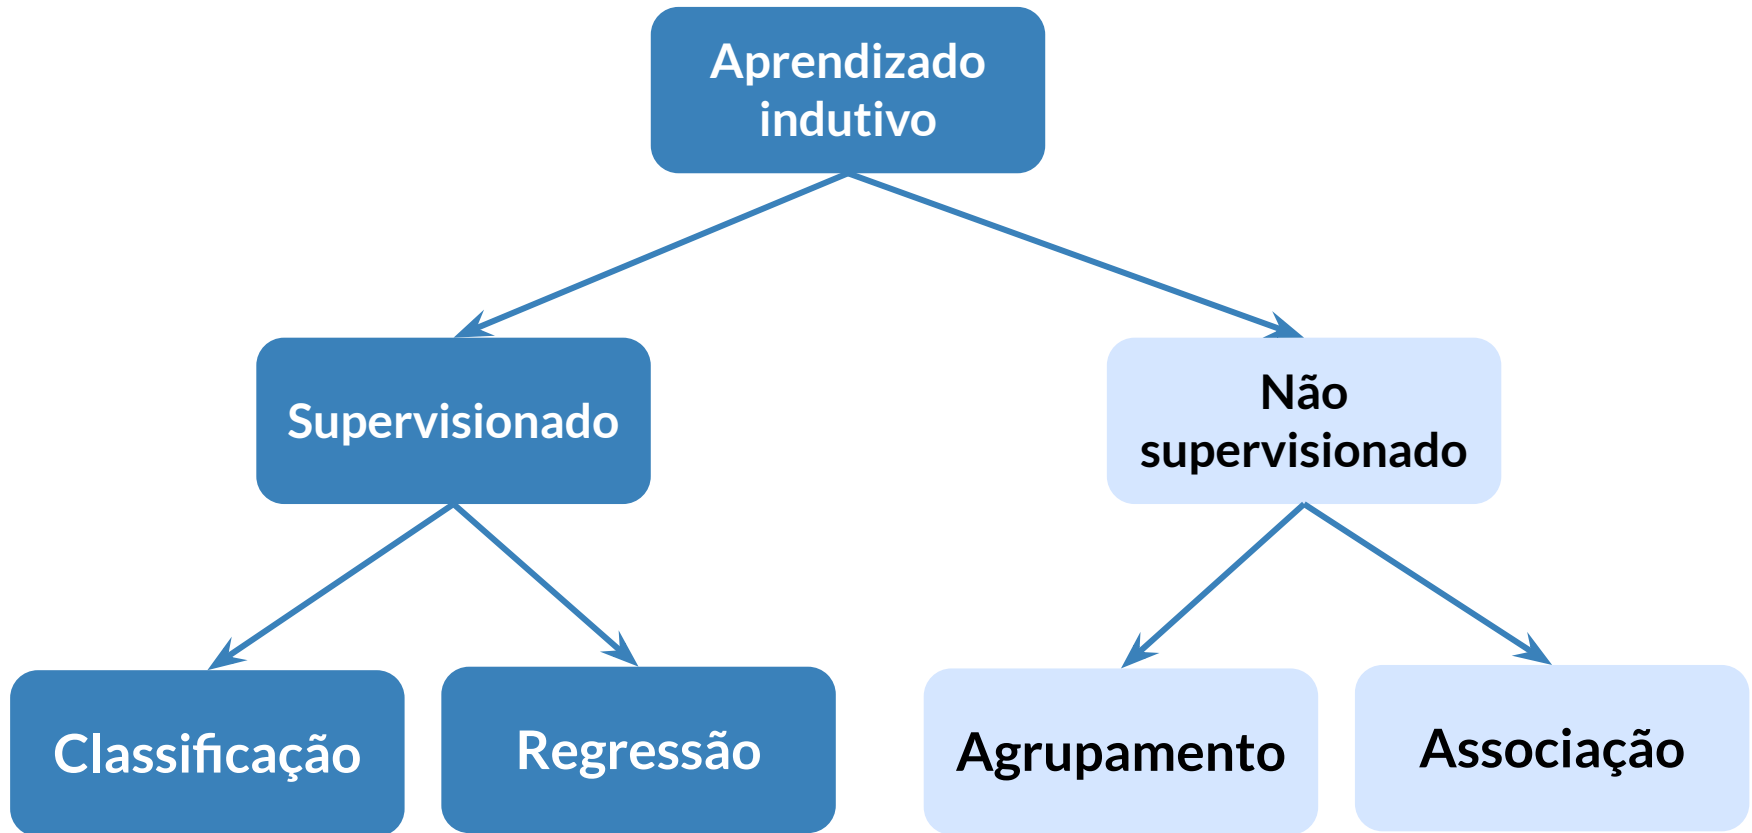 Aprendizado
indutivo
Supervisionado
Não
supervisionado
Classificação
Regressão
Agrupamento
Associação